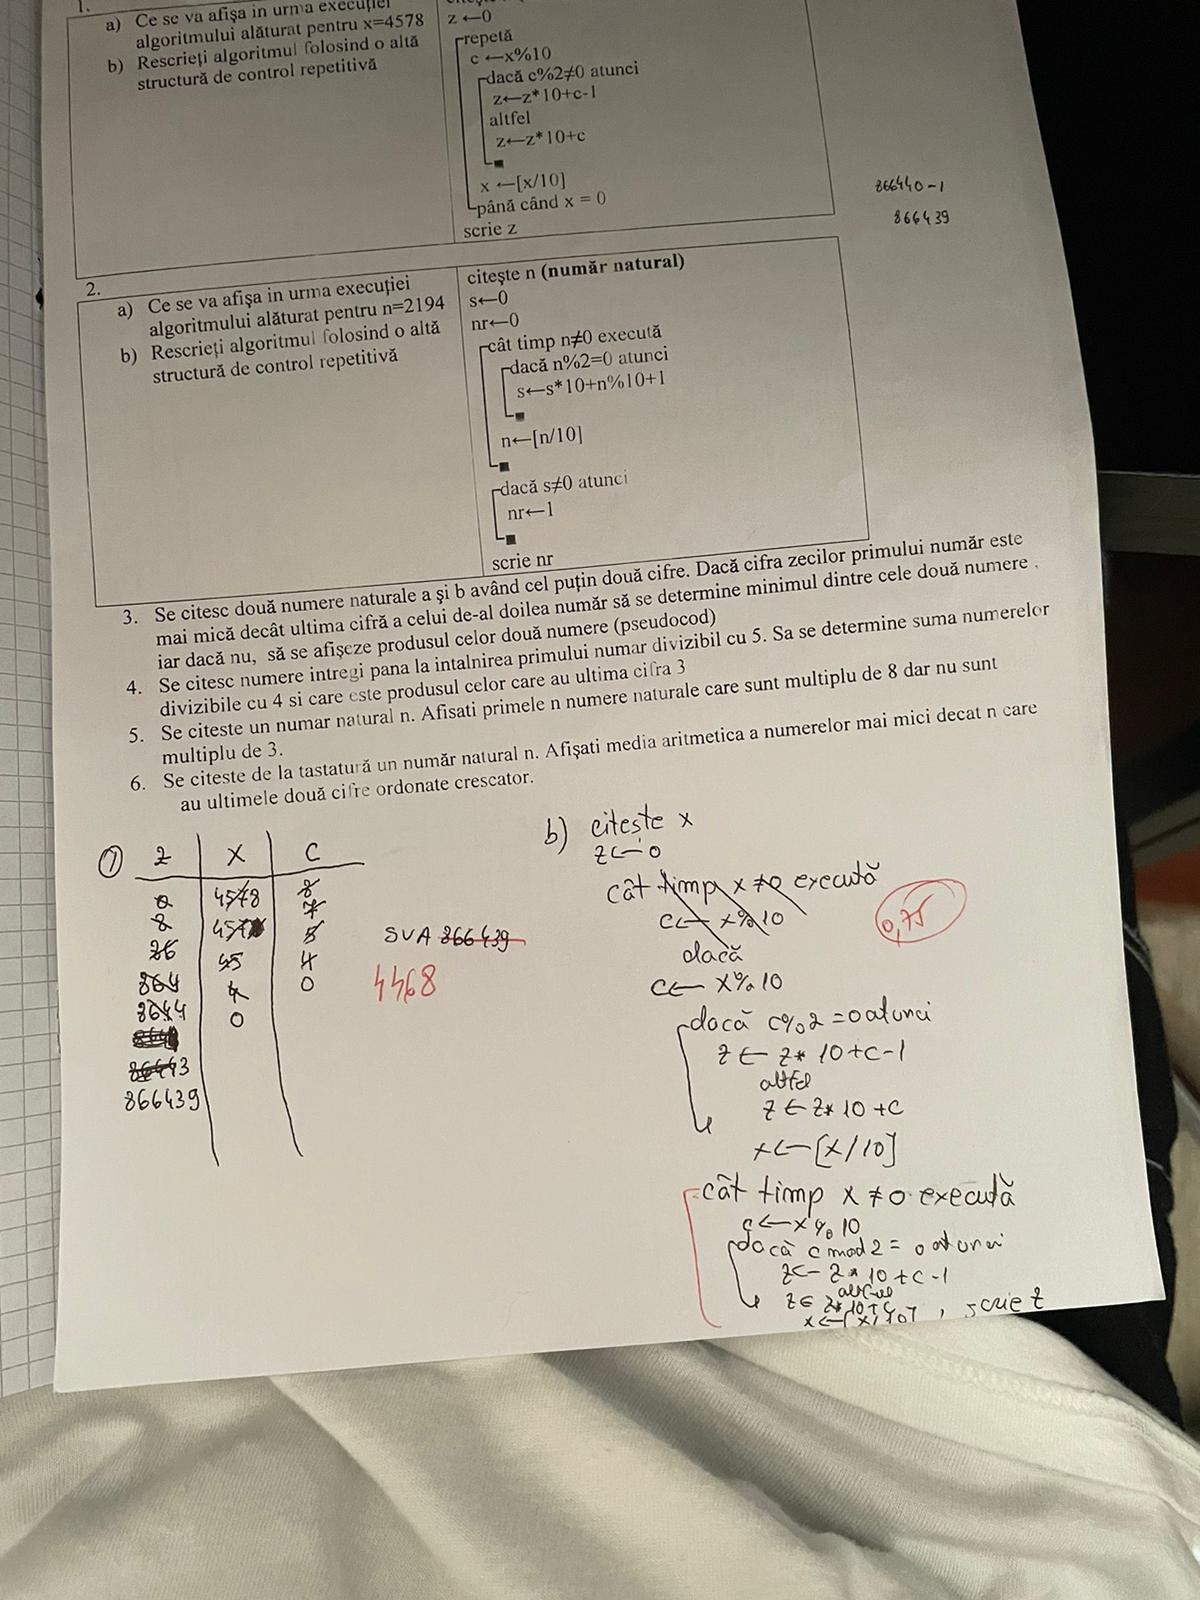 1.
a) Ce se va afişa in urma execuţiei
algoritmului alăturat pentru x=4578
b) Rescrieţi algoritmul folosind o altă
structură de control repetitivă
z←0
repetă
c ←x%10
dacă c%2≠0 atunci
z←z*10+c-1
altfel
z←z*10+c
x ←[x/10]
până când x = 0
scrie z
866440-1
866439
2.
a) Ce se va afişa in urma execuţiei
algoritmului alăturat pentru n=2194
b) Rescrieţi algoritmul folosind o altă
structură de control repetitivă
citeşte n (număr natural)
s←0
nr←0
cât timp n≠0 execută
dacă n%2=0 atunci
s←s*10+n%10+1
n←[n/10]
dacă s≠0 atunci
nr←1
scrie nr
3. Se citesc două numere naturale a şi b având cel puţin două cifre. Dacă cifra zecilor primului număr este
mai mică decât ultima cifră a celui de-al doilea număr să se determine minimul dintre cele două numere ,
iar dacă nu, să se afişeze produsul celor două numere (pseudocod)
4. Se citesc numere intregi pana la intalnirea primului numar divizibil cu 5. Sa se determine suma numerelor
divizibile cu 4 si care este produsul celor care au ultima cifra 3
5. Se citeste un numar natural n. Afisati primele n numere naturale care sunt multiplu de 8 dar nu sunt
multiplu de 3.
6. Se citeste de la tastatură un număr natural n. Afişati media aritmetica a numerelor mai mici decat n care
au ultimele două cifre ordonate crescator.
① z x c
0 4578 8
8 457 7
86 45 5
864 4 4
8644 0 0
866439
SVA 866439
4468
b) citește x
z←0
cât timp x≠0 execută
c← x%10
dacă
c← x%10
dacă c%2=0 atunci
z← z* 10+c-1
altfel
z← z* 10 +c
x←[x/10]
0,75
cât timp x≠0 execută
c←x%10
dacă c mod 2 = 0 atunci
z← z * 10 +c -1
altfel
z← z* 10+c
x←[x/10], scrie z